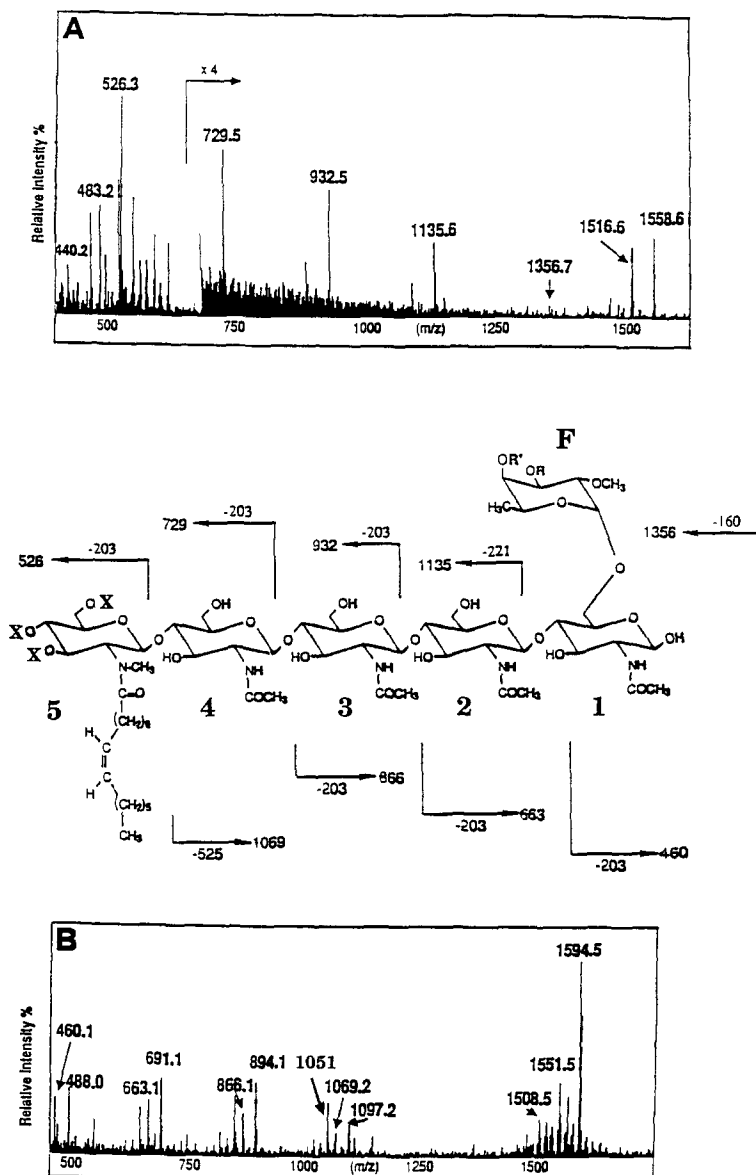 A
Relative Intensity %
x 4
526.3
483.2
440.2
729.5
932.5
1135.6
1356.7
1516.6
1558.6
500
750
1000
(m/z)
1250
1500
F
OR'
OR
OCH₃
H₃C
O
O
1356
-160
526
-203
729
-203
932
-203
1135
-221
O X
XO
X
O
O
N-CH₃
C=O
(CH₂)₈
H
C
C
H
(CH₂)₅
CH₃
5
OH
O
HO
O
NH
COCH₃
4
OH
O
HO
O
NH
COCH₃
3
OH
O
HO
O
NH
COCH₃
2
O
HO
OH
NH
COCH₃
1
-525
1069
-203
866
-203
663
-203
460
B
Relative Intensity %
460.1
488.0
663.1
691.1
866.1
894.1
1051
1069.2
1097.2
1508.5
1551.5
1594.5
500
750
1000
(m/z)
1250
1500